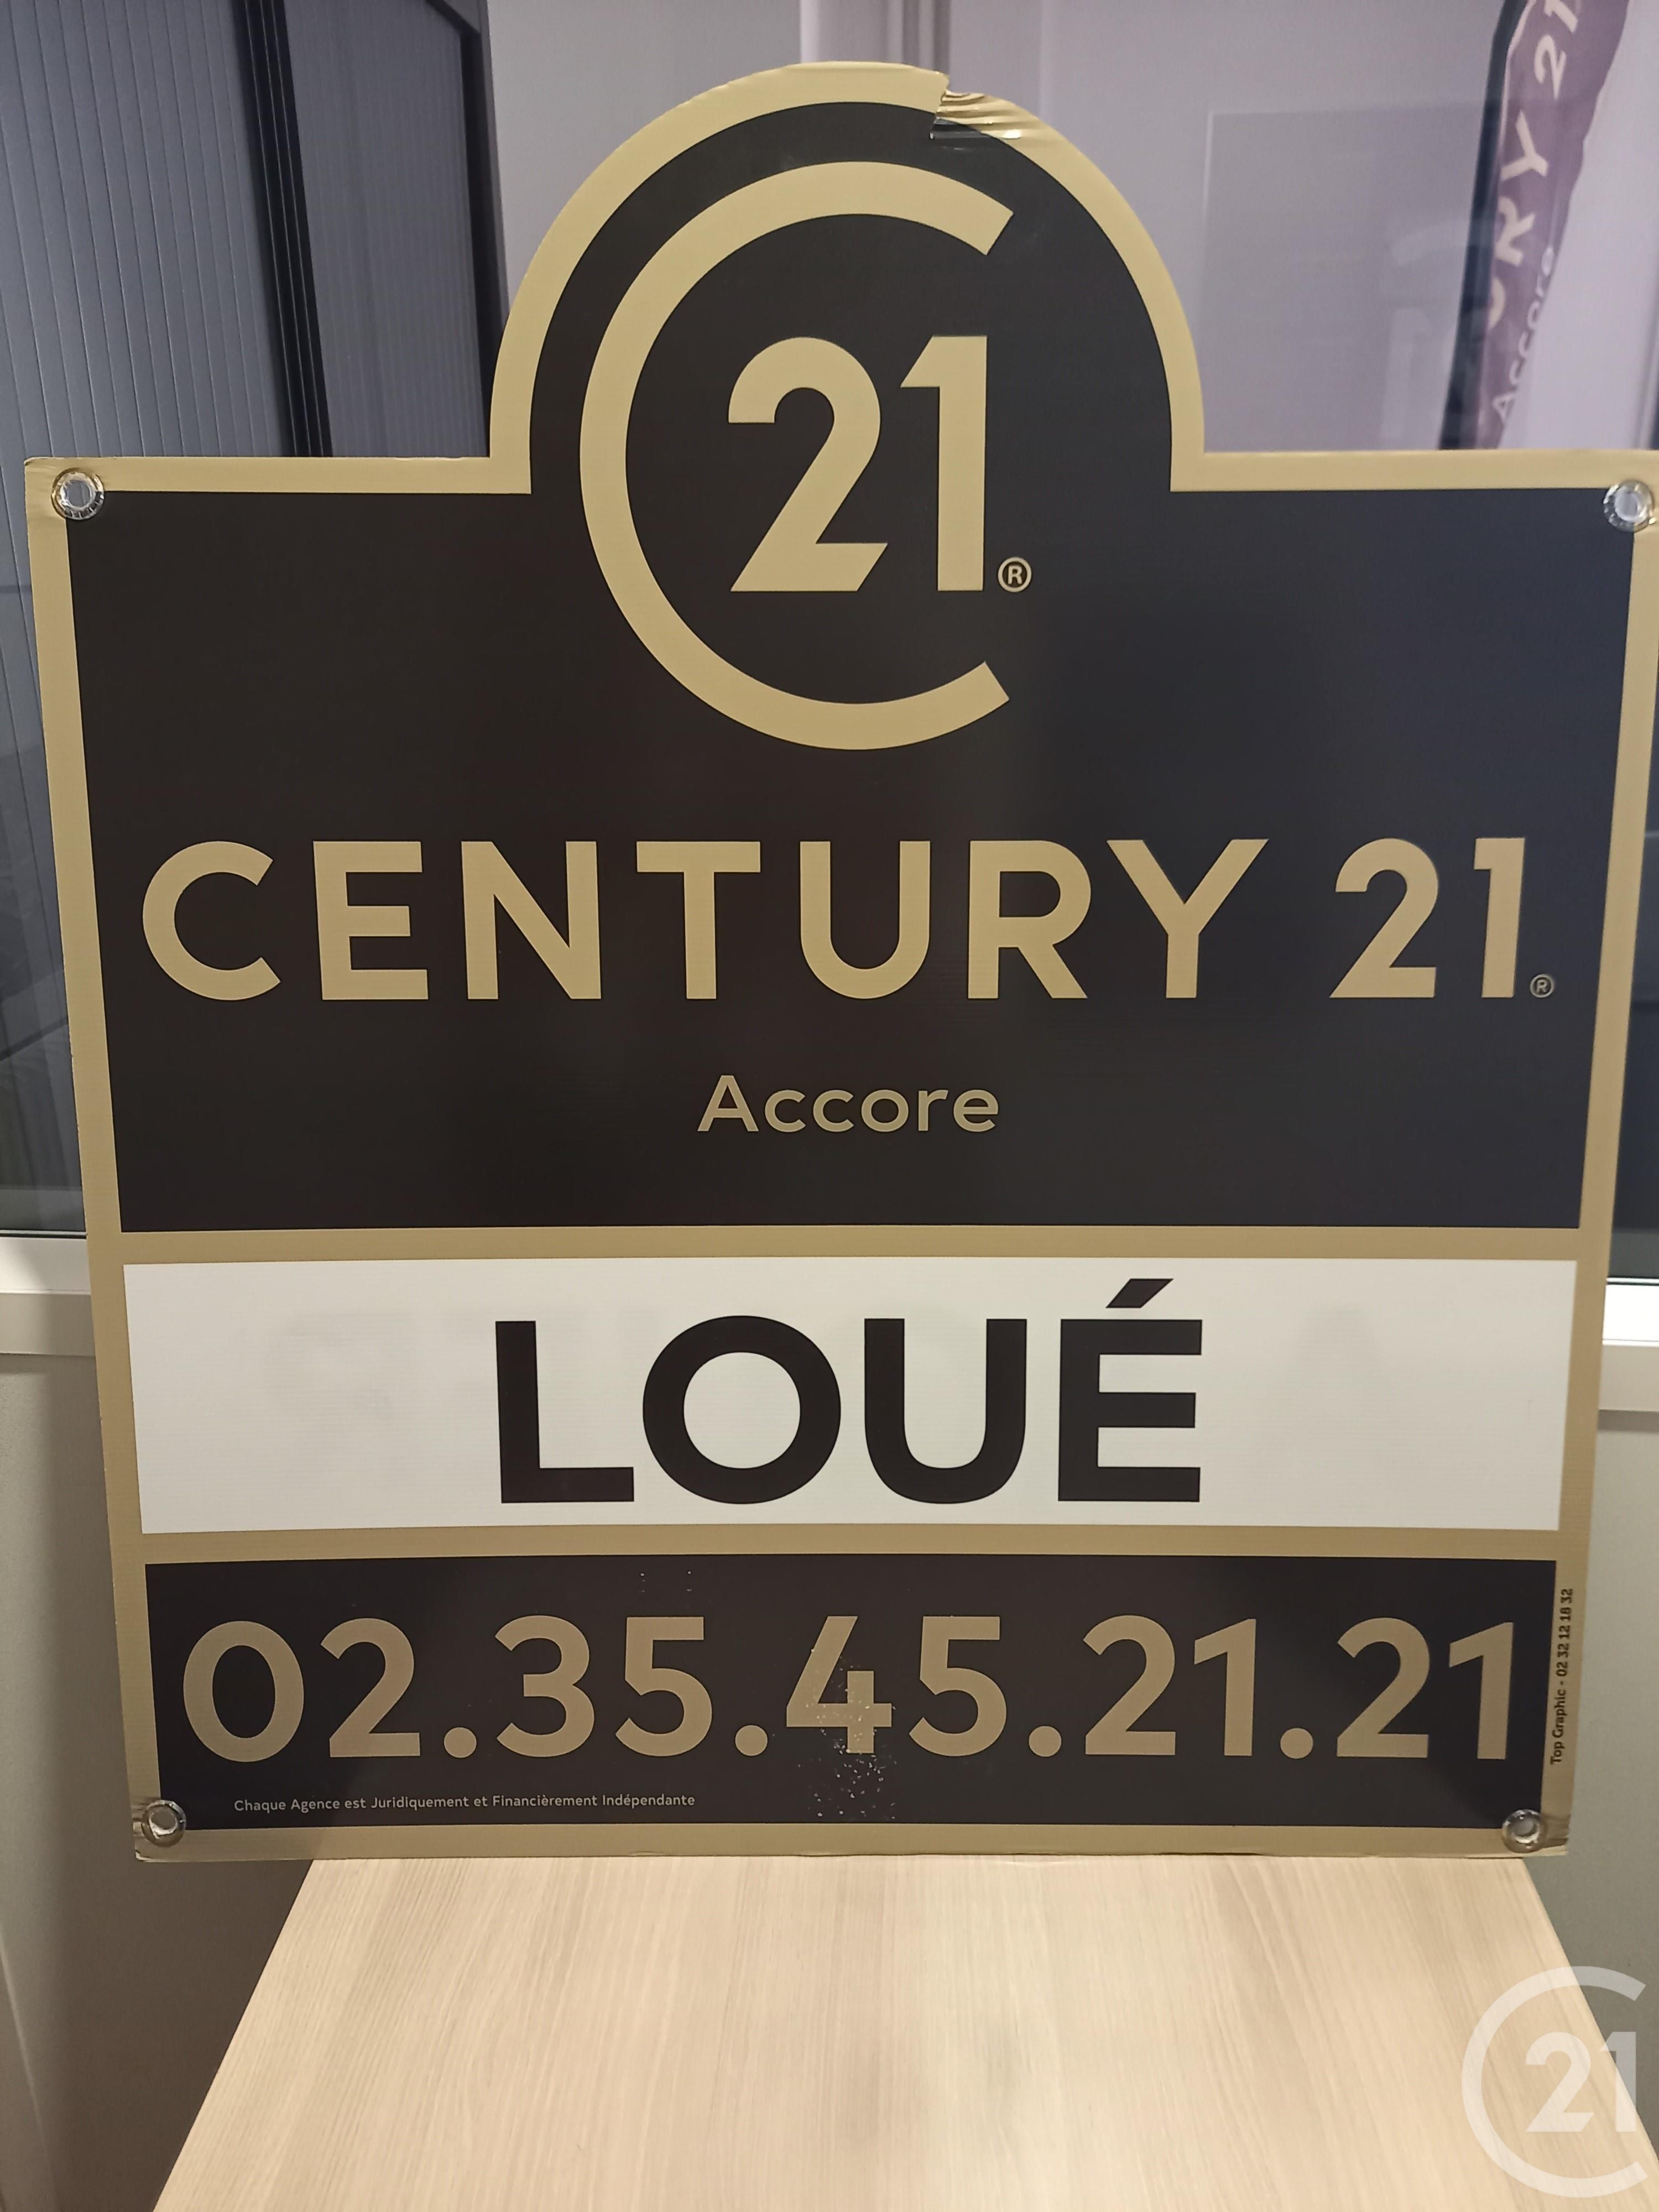 21®
CENTURY 21®
Accore
LOUÉ
02.35.45.21.21
Chaque Agence est Juridiquement et Financièrement Indépendante
Top Graphic - 02 32 12 18 32
URY 21
Accore
21